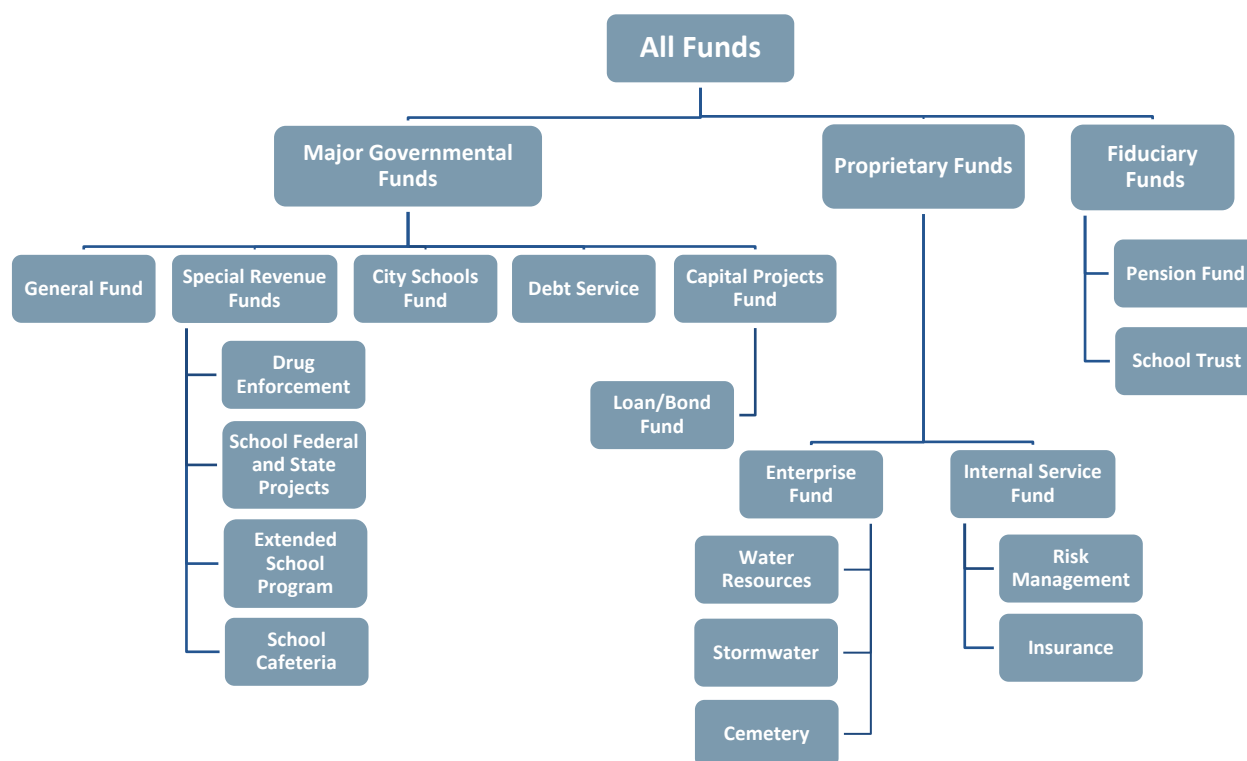 All Funds
Major Governmental
Funds
Proprietary Funds
Fiduciary
Funds
General Fund
Special Revenue
Funds
City Schools
Fund
Debt Service
Capital Projects
Fund
Pension Fund
School Trust
Drug
Enforcement
School Federal
and State
Projects
Extended
School
Program
School
Cafeteria
Loan/Bond
Fund
Enterprise
Fund
Internal Service
Fund
Water
Resources
Stormwater
Cemetery
Risk
Management
Insurance